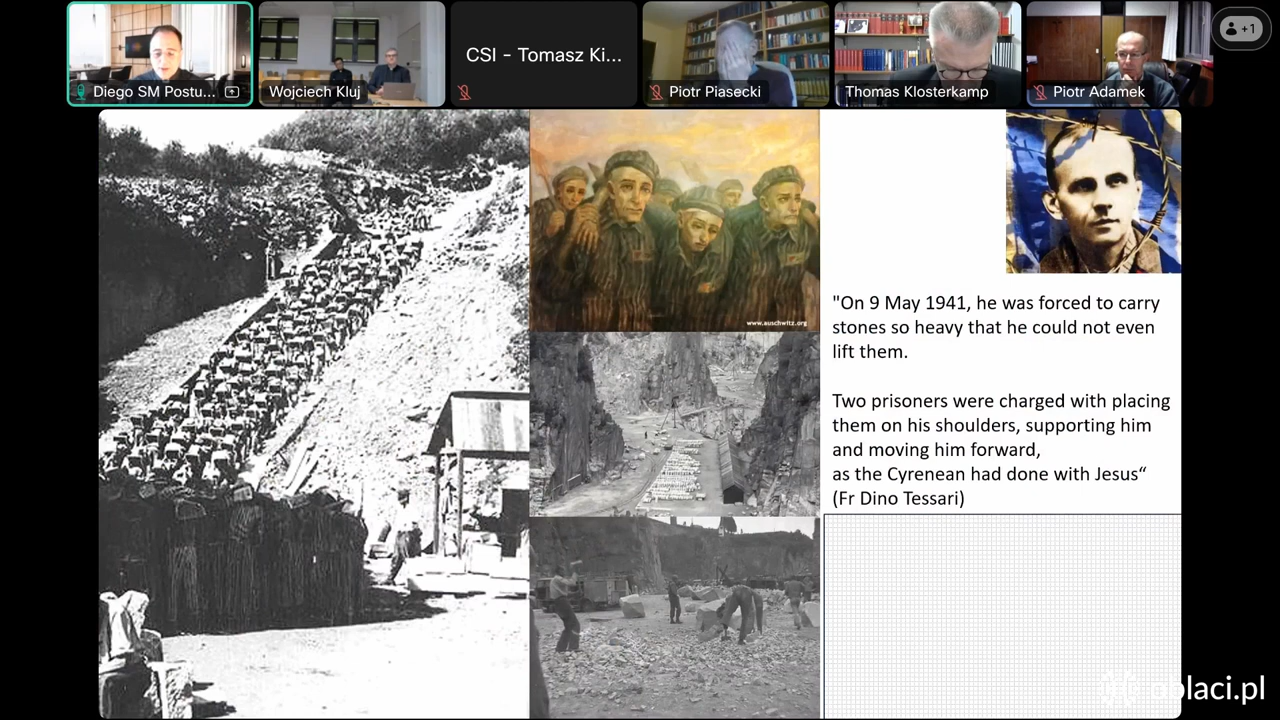 Diego SM Postu...
Wojciech Kluj
CSI - Tomasz Ki...
Piotr Piasecki
Thomas Klosterkamp
Piotr Adamek
+1
www.auschwitz.org
"On 9 May 1941, he was forced to carry
stones so heavy that he could not even
lift them.
Two prisoners were charged with placing
them on his shoulders, supporting him
and moving him forward,
as the Cyrenean had done with Jesus“
(Fr Dino Tessari)
oblaci.pl